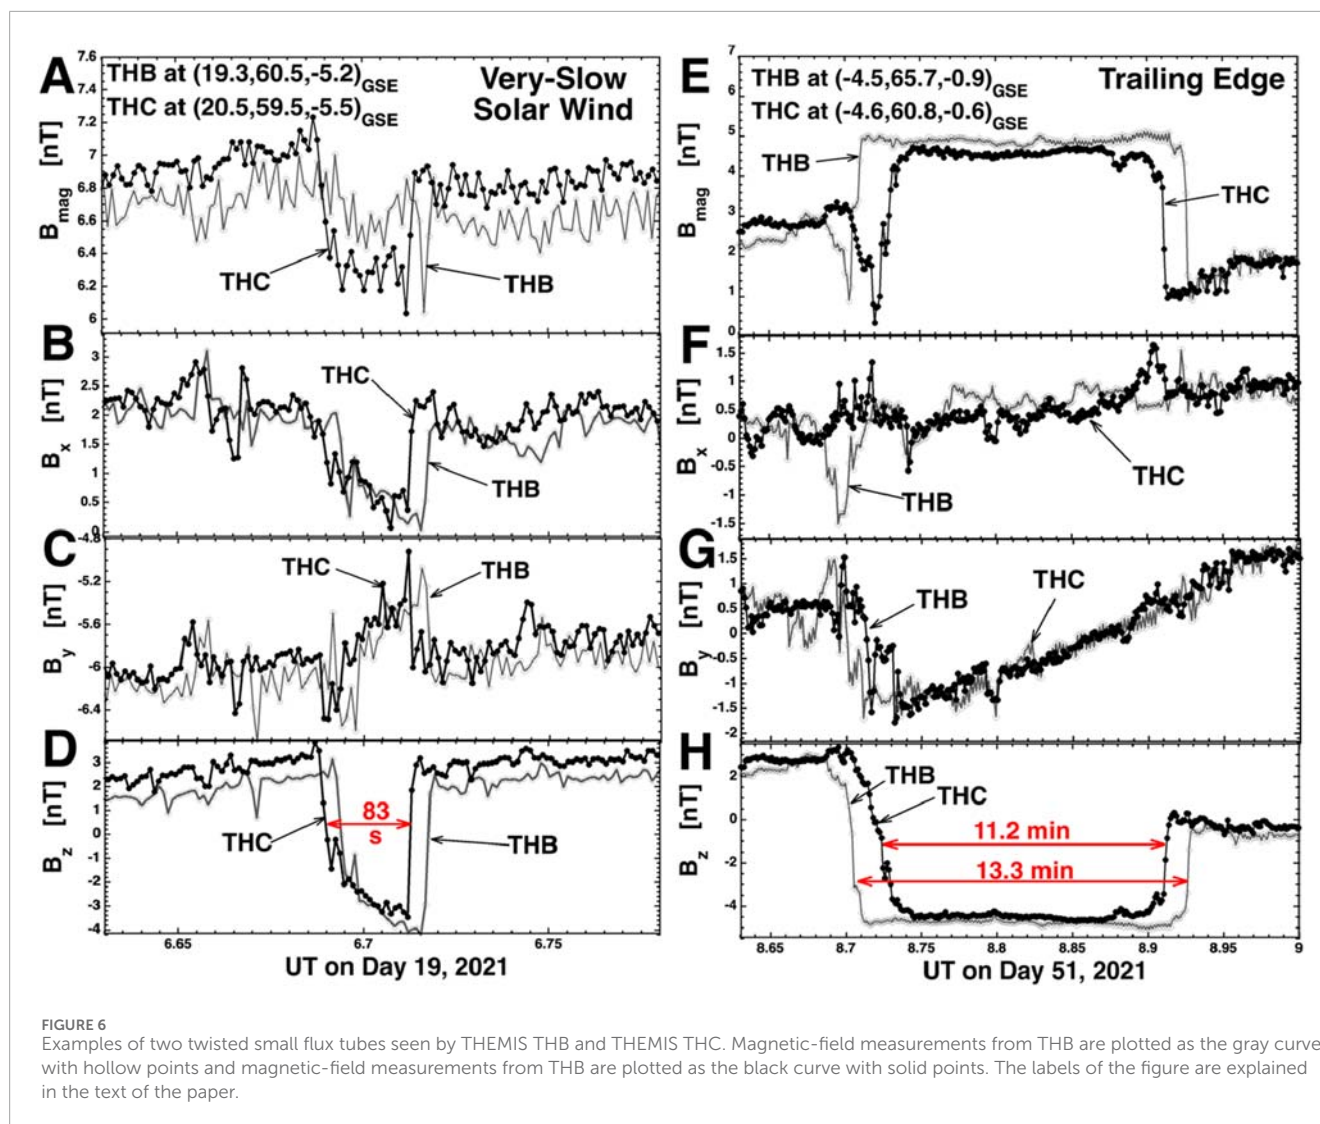 A
THB at (19.3,60.5,-5.2)GSE
THC at (20.5,59.5,-5.5)GSE
Very-Slow
Solar Wind
Bmag [nT]
7.6
7.4
7.2
7
6.8
6.6
6.4
6.2
6
THC
THB
B
Bx [nT]
3
2.5
2
1.5
1
0.5
0
THC
THB
C
By [nT]
-4.8
-5.2
-5.6
-6
-6.4
THC
THB
D
Bz [nT]
3
2
1
0
-1
-2
-3
-4
83
s
THC
THB
6.65
6.7
6.75
UT on Day 19, 2021
E
THB at (-4.5,65.7,-0.9)GSE
THC at (-4.6,60.8,-0.6)GSE
Trailing Edge
Bmag [nT]
7
6
5
4
3
2
1
0
THB
THC
F
Bx [nT]
1.5
1
0.5
0
-0.5
-1
-1.5
THC
THB
G
By [nT]
1.5
1
0.5
0
-0.5
-1
-1.5
-2
THB
THC
H
Bz [nT]
2
0
-2
-4
THB
THC
11.2 min
13.3 min
8.65
8.7
8.75
8.8
8.85
8.9
8.95
9
UT on Day 51, 2021
FIGURE 6
Examples of two twisted small flux tubes seen by THEMIS THB and THEMIS THC. Magnetic-field measurements from THB are plotted as the gray curve
with hollow points and magnetic-field measurements from THB are plotted as the black curve with solid points. The labels of the figure are explained
in the text of the paper.